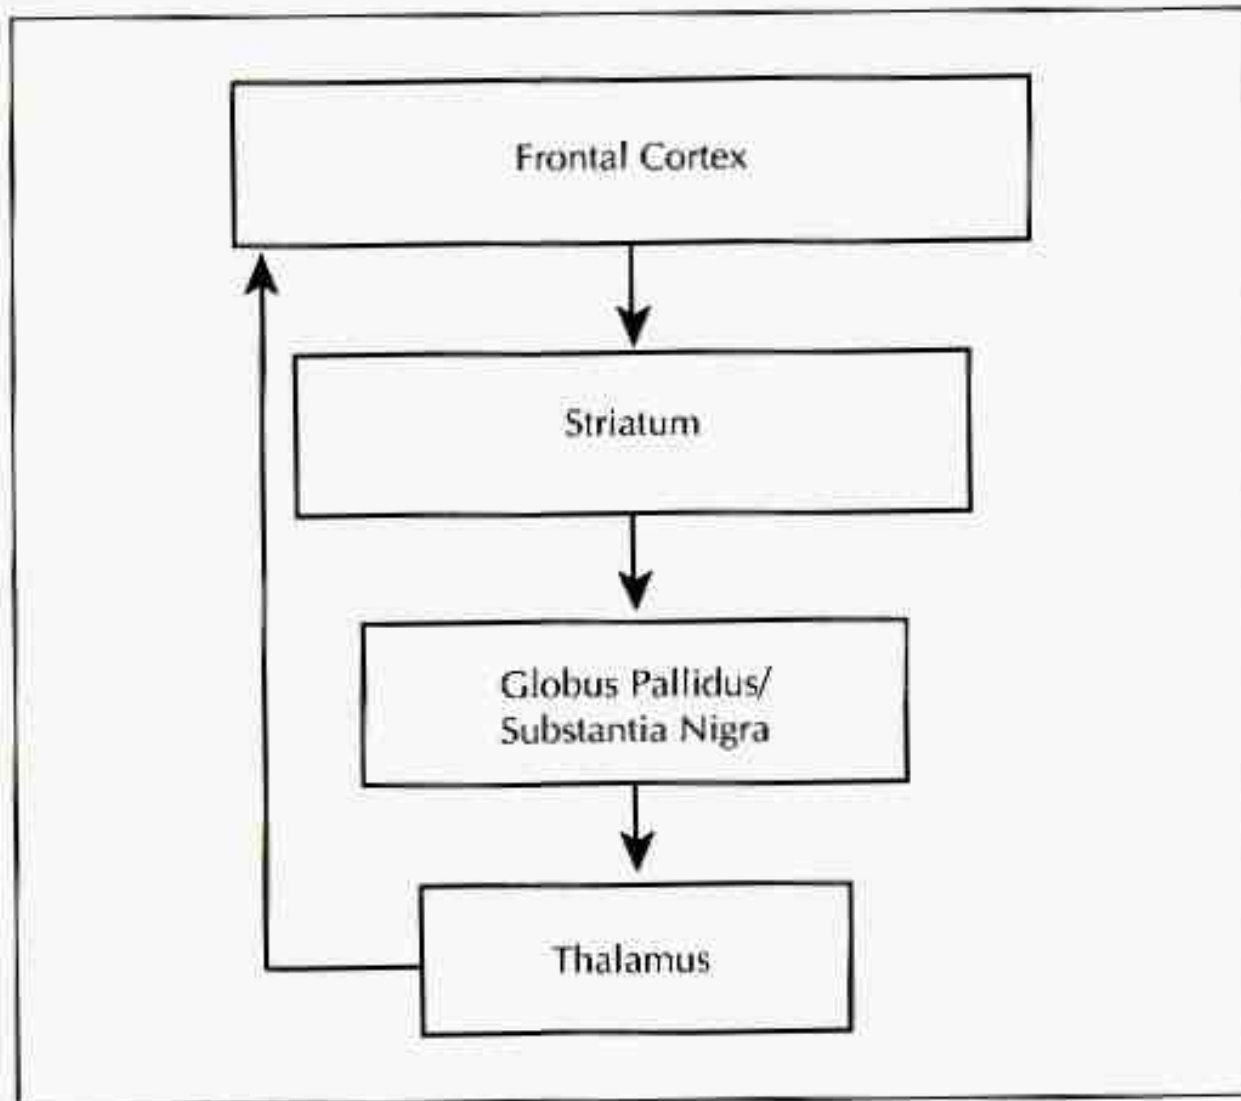 Frontal Cortex
Striatum
Globus Pallidus/
Substantia Nigra
Thalamus